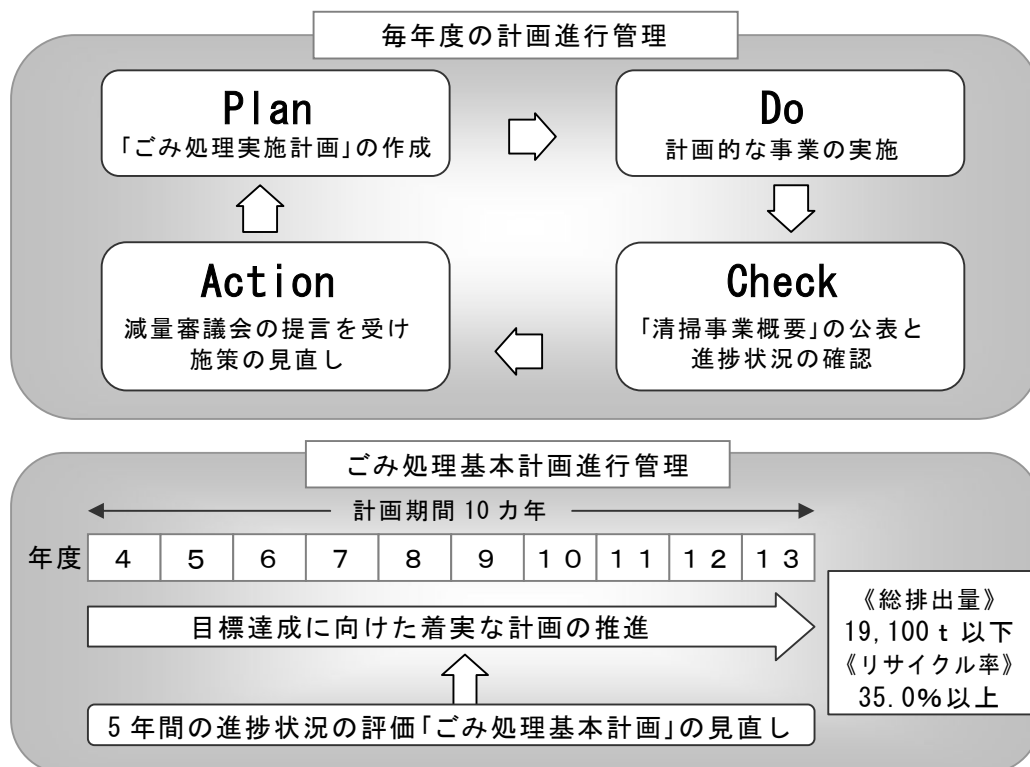 毎年度の計画進行管理
Plan
「ごみ処理実施計画」の作成
Do
計画的な事業の実施
Action
減量審議会の提言を受け
施策の見直し
Check
「清掃事業概要」の公表と
進捗状況の確認
ごみ処理基本計画進行管理
計画期間10カ年
年度 4 5 6 7 8 9 10 11 12 13
目標達成に向けた着実な計画の推進
《総排出量》
19,100t以下
《リサイクル率》
35.0%以上
5年間の進捗状況の評価「ごみ処理基本計画」の見直し